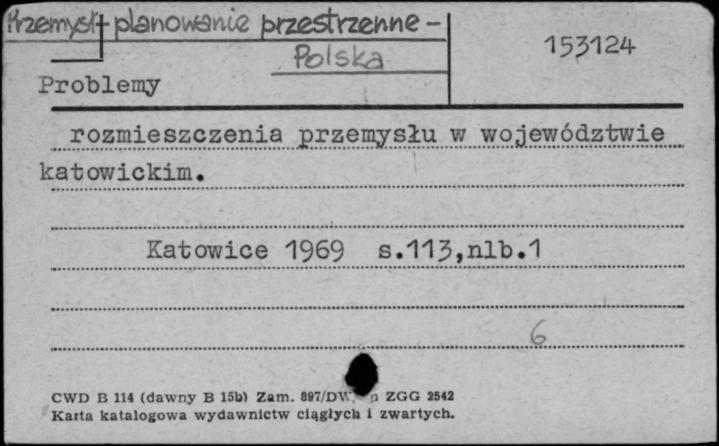 Przemysł + planowanie przestrzenne -
Polska
153124
Problemy
rozmieszczenia przemysłu w województwie
katowickim.
Katowice 1969 s.113,nlb.1
6
CWD B 114 (dawny B 15b) Zam. 897/DW. ZGG 2542
Karta katalogowa wydawnictw ciągłych i zwartych.